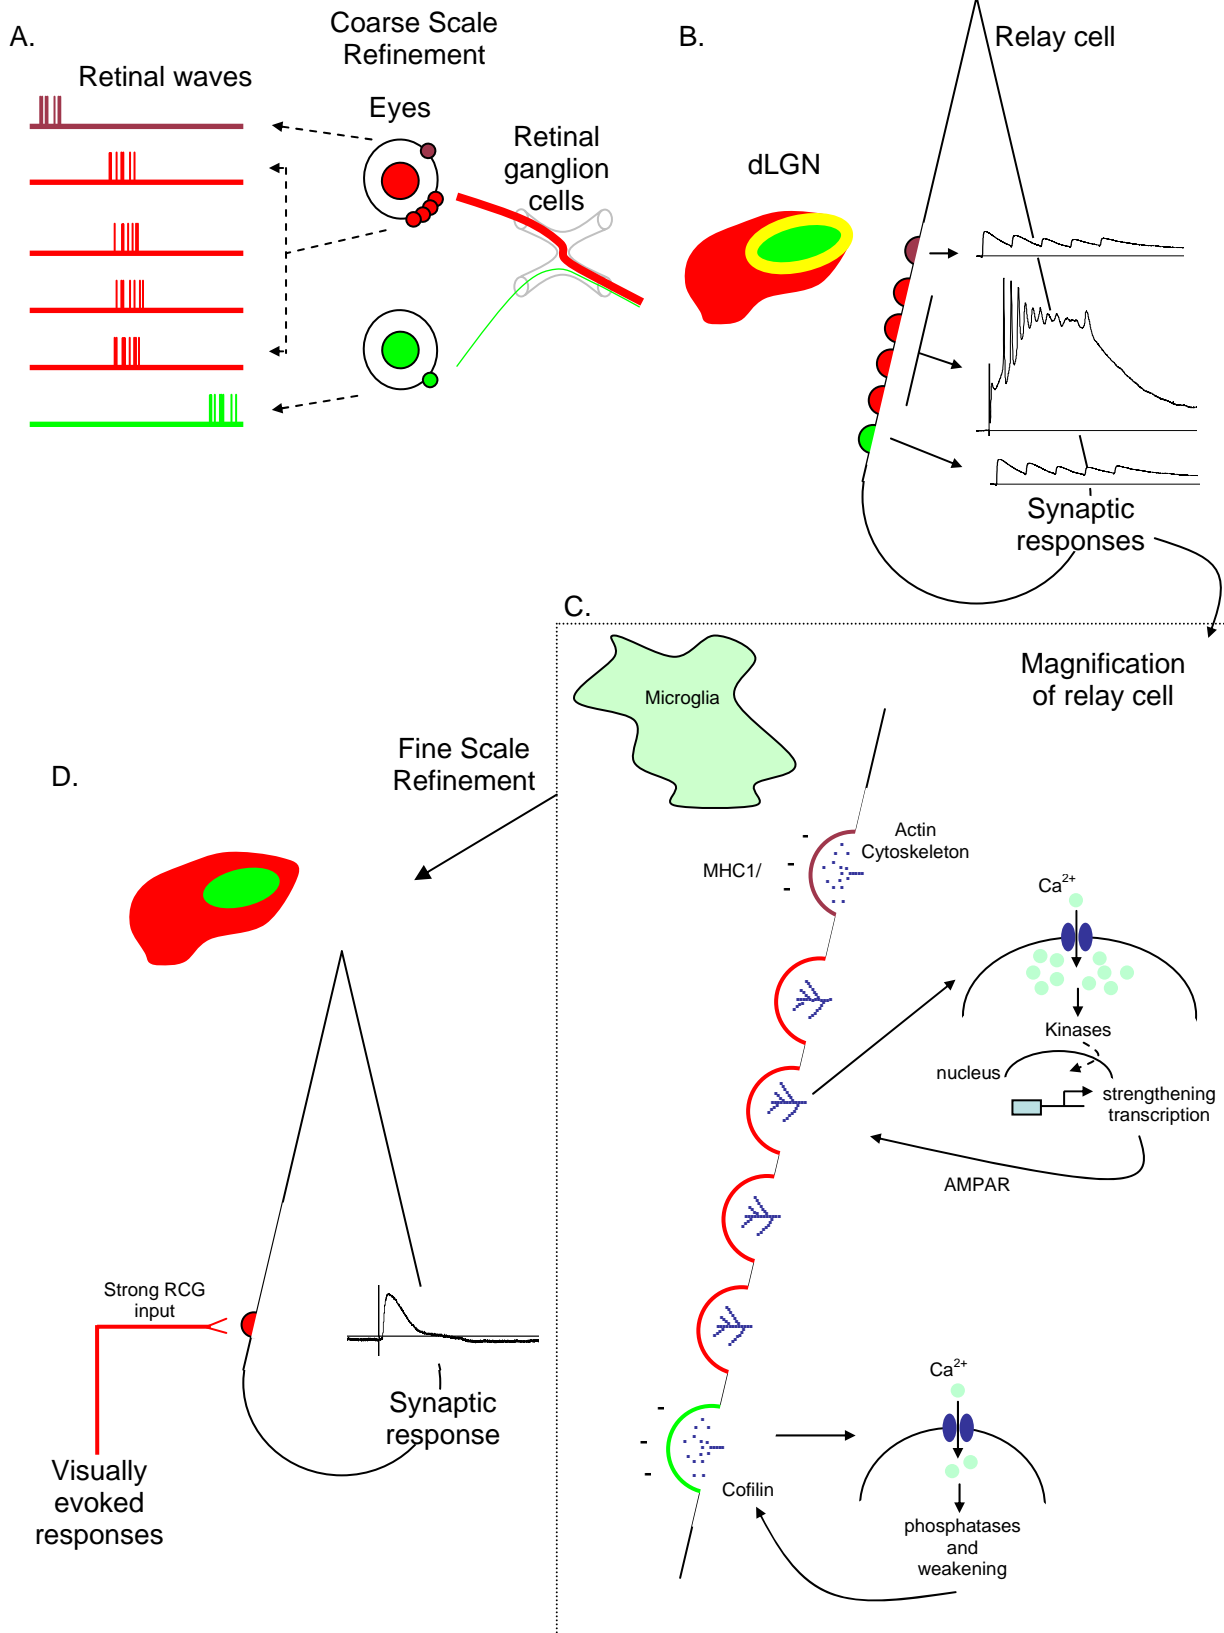 A.
Coarse Scale
Refinement
Retinal waves
Eyes
Retinal
ganglion
cells
B.
Relay cell
dLGN
Synaptic
responses
C.
Magnification
of relay cell
Microglia
Actin
Cytoskeleton
MHC1/
-
-
-
Ca2+
Kinases
nucleus
strengthening
transcription
AMPAR
-
-
-
Cofilin
Ca2+
phosphatases
and
weakening
Fine Scale
Refinement
D.
Strong RCG
input
Synaptic
response
Visually
evoked
responses